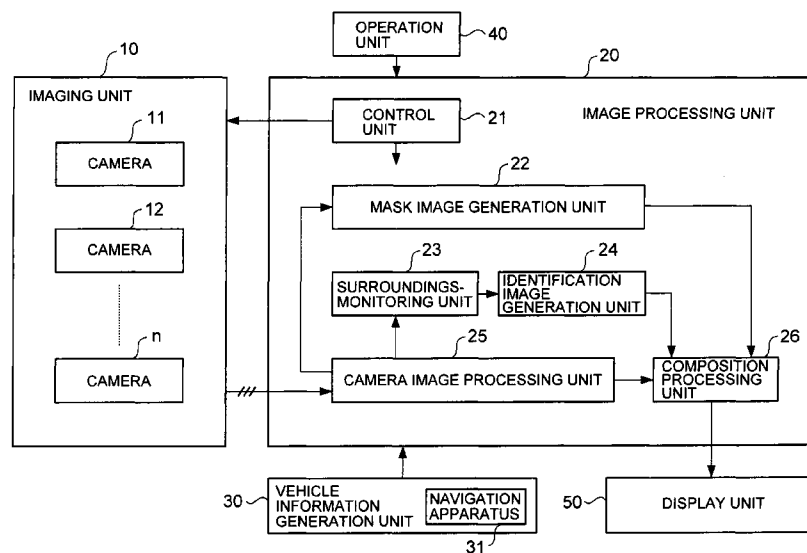 OPERATION
UNIT
40
10
20
IMAGING UNIT
IMAGE PROCESSING UNIT
CONTROL
UNIT
21
11
CAMERA
22
MASK IMAGE GENERATION UNIT
12
CAMERA
23
SURROUNDINGS-
MONITORING UNIT
24
IDENTIFICATION
IMAGE
GENERATION UNIT
n
CAMERA
25
CAMERA IMAGE PROCESSING UNIT
26
COMPOSITION
PROCESSING
UNIT
30
VEHICLE
INFORMATION
GENERATION UNIT
NAVIGATION
APPARATUS
31
50
DISPLAY UNIT